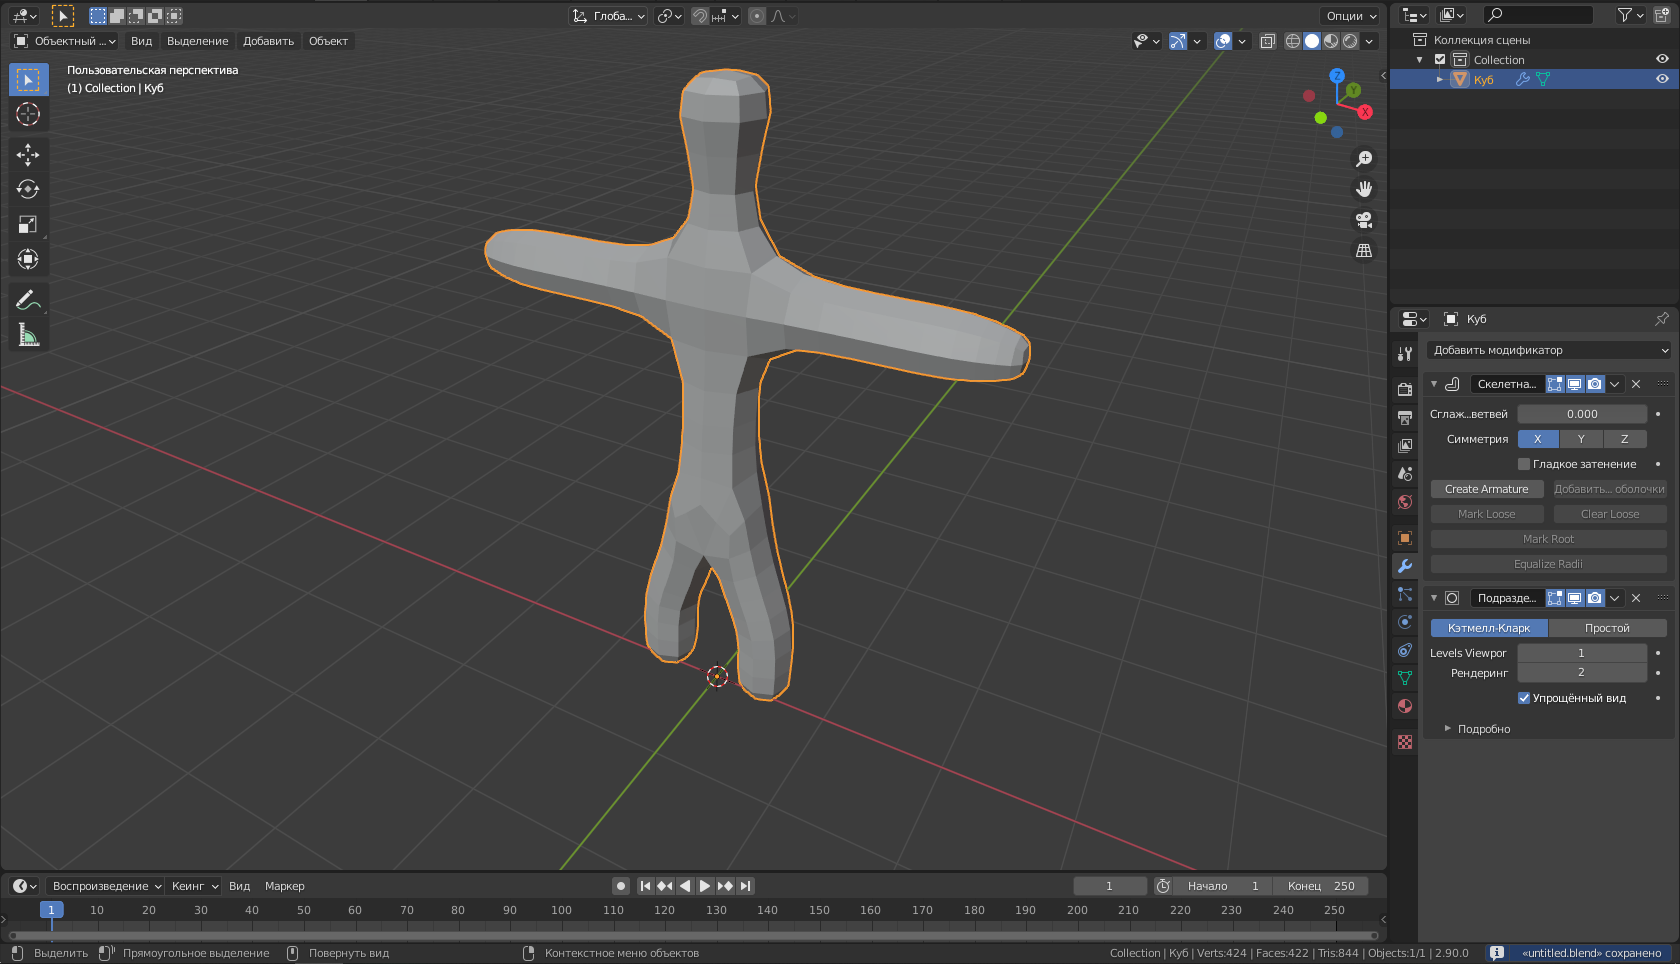 Глоба...
Опции
Объектный ...
Вид
Выделение
Добавить
Объект
Пользовательская перспектива
(1) Collection | Куб
Z
Y
X
Коллекция сцены
Collection
Куб
Куб
Добавить модификатор
Скелетна...
Сглаж...ветвей 0.000
Симметрия X Y Z
Гладкое затенение
Create Armature Добавить... оболочки
Mark Loose Clear Loose
Mark Root
Equalize Radii
Подразде...
Кэтмелл-Кларк Простой
Levels Viewpor 1
Рендеринг 2
Упрощённый вид
Подробно
Воспроизведение Кеинг Вид Маркер 1 Начало 1 Конец 250
1 10 20 30 40 50 60 70 80 90 100 110 120 130 140 150 160 170 180 190 200 210 220 230 240 250
Выделить Прямоугольное выделение Повернуть вид Контекстное меню объектов Collection | Куб | Verts:424 | Faces:422 | Tris:844 | Objects:1/1 | 2.90.0 «untitled.blend» сохранено